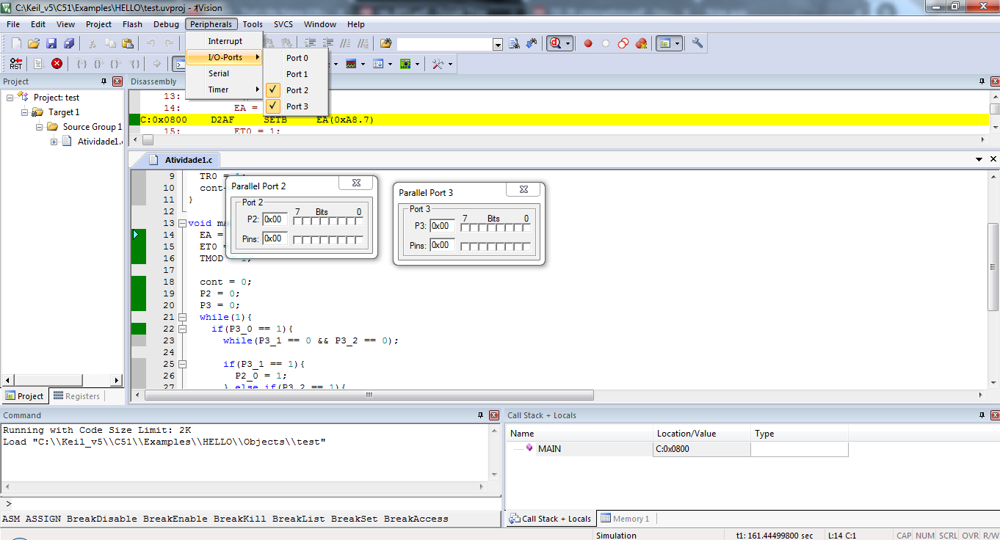 C:\Keil_v5\C51\Examples\HELLO\test.uvproj - µVision
File Edit View Project Flash Debug Peripherals Tools SVCS Window Help
Interrupt
I/O-Ports
Serial
Timer
Port 0
Port 1
Port 2
Port 3
RST
Project
Project: test
Target 1
Source Group 1
Atividade1.
Disassembly
13:
14: EA =
C:0x0800 D2AF SETB EA(0xA8.7)
15: ET0 = 1;
Atividade1.c
9 TR0 = 1;
10 cont
11 }
12
13 void ma
14 EA =
15 ET0 =
16 TMOD = 1;
17
18 cont = 0;
19 P2 = 0;
20 P3 = 0;
21 while(1){
22 if(P3_0 == 1){
23 while(P3_1 == 0 && P3_2 == 0);
24
25 if(P3_1 == 1){
26 P2_0 = 1;
27 } else if(P3_2 == 1){
Parallel Port 2
Port 2
7 Bits 0
P2: 0x00
Pins: 0x00
Parallel Port 3
Port 3
7 Bits 0
P3: 0x00
Pins: 0x00
Project Registers
Command
Running with Code Size Limit: 2K
Load "C:\\Keil_v5\\C51\\Examples\\HELLO\\Objects\\test"
>
ASM ASSIGN BreakDisable BreakEnable BreakKill BreakList BreakSet BreakAccess
Call Stack + Locals
Name Location/Value Type
MAIN C:0x0800
Call Stack + Locals Memory 1
Simulation t1: 161.44499800 sec L:14 C:1 CAP NUM SCRL OVR R/W